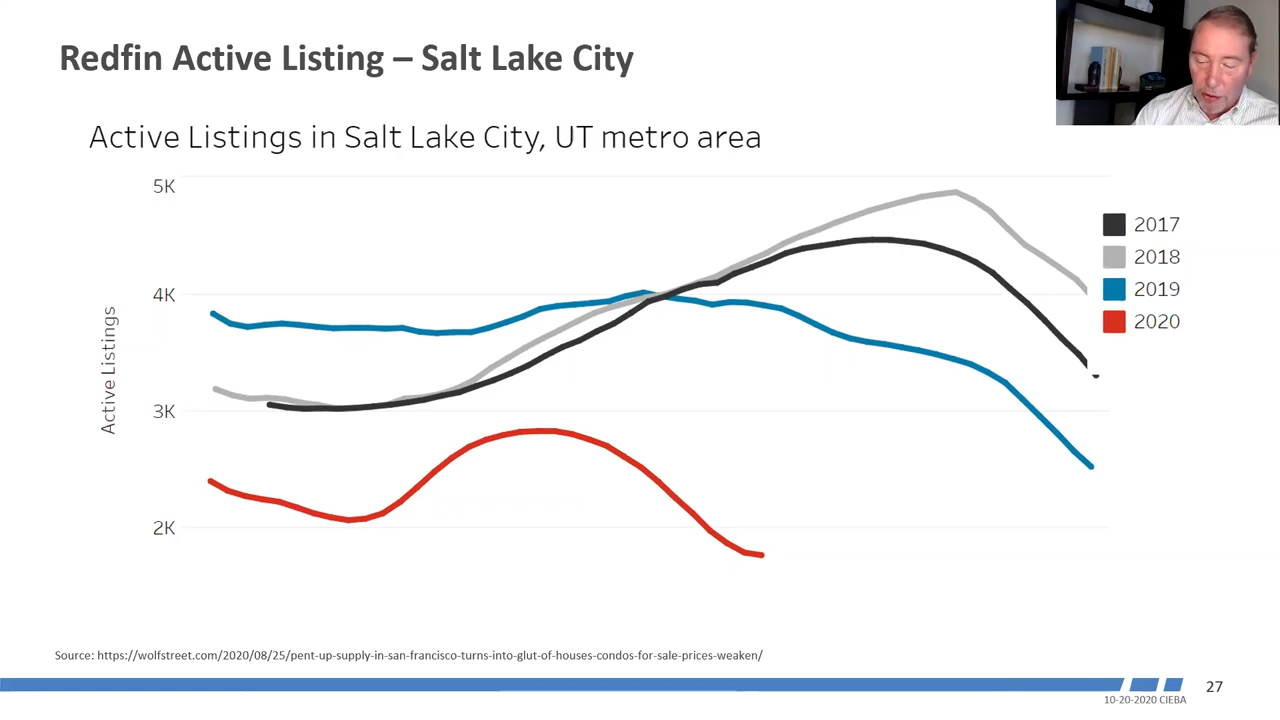 Redfin Active Listing – Salt Lake City
Active Listings in Salt Lake City, UT metro area
5K
4K
3K
2K
Active Listings
2017
2018
2019
2020
Source: https://wolfstreet.com/2020/08/25/pent-up-supply-in-san-francisco-turns-into-glut-of-houses-condos-for-sale-prices-weaken/
27
10-20-2020 CIEBA